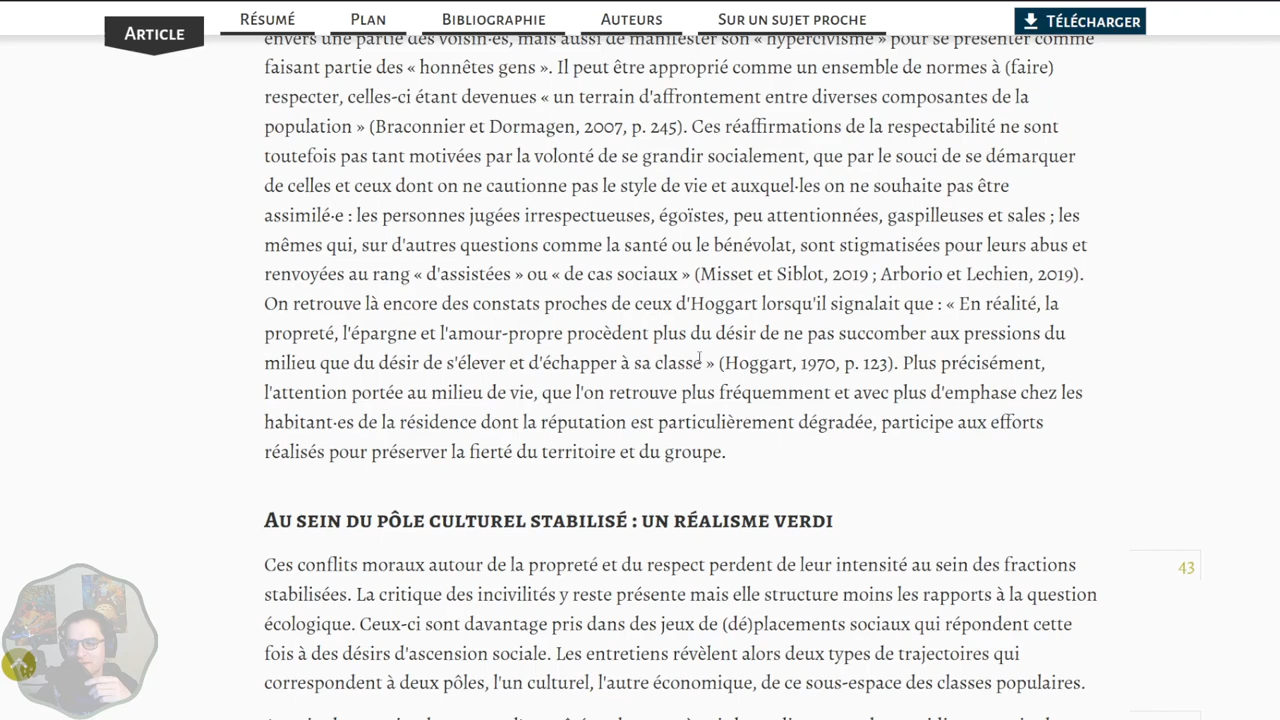 Article
Résumé
Plan
Bibliographie
Auteurs
Sur un sujet proche
Télécharger
envers une partie des voisin·es, mais aussi de manifester son « hypercivisme » pour se présenter comme
faisant partie des « honnêtes gens ». Il peut être approprié comme un ensemble de normes à (faire)
respecter, celles-ci étant devenues « un terrain d'affrontement entre diverses composantes de la
population » (Braconnier et Dormagen, 2007, p. 245). Ces réaffirmations de la respectabilité ne sont
toutefois pas tant motivées par la volonté de se grandir socialement, que par le souci de se démarquer
de celles et ceux dont on ne cautionne pas le style de vie et auxquel·les on ne souhaite pas être
assimilé·e : les personnes jugées irrespectueuses, égoïstes, peu attentionnées, gaspilleuses et sales ; les
mêmes qui, sur d'autres questions comme la santé ou le bénévolat, sont stigmatisées pour leurs abus et
renvoyées au rang « d'assistées » ou « de cas sociaux » (Misset et Siblot, 2019 ; Arborio et Lechien, 2019).
On retrouve là encore des constats proches de ceux d'Hoggart lorsqu'il signalait que : « En réalité, la
propreté, l'épargne et l'amour-propre procèdent plus du désir de ne pas succomber aux pressions du
milieu que du désir de s'élever et d'échapper à sa classe » (Hoggart, 1970, p. 123). Plus précisément,
l'attention portée au milieu de vie, que l'on retrouve plus fréquemment et avec plus d'emphase chez les
habitant·es de la résidence dont la réputation est particulièrement dégradée, participe aux efforts
réalisés pour préserver la fierté du territoire et du groupe.
Au sein du pôle culturel stabilisé : un réalisme verdi
43
Ces conflits moraux autour de la propreté et du respect perdent de leur intensité au sein des fractions
stabilisées. La critique des incivilités y reste présente mais elle structure moins les rapports à la question
écologique. Ceux-ci sont davantage pris dans des jeux de (dé)placements sociaux qui répondent cette
fois à des désirs d'ascension sociale. Les entretiens révèlent alors deux types de trajectoires qui
correspondent à deux pôles, l'un culturel, l'autre économique, de ce sous-espace des classes populaires.